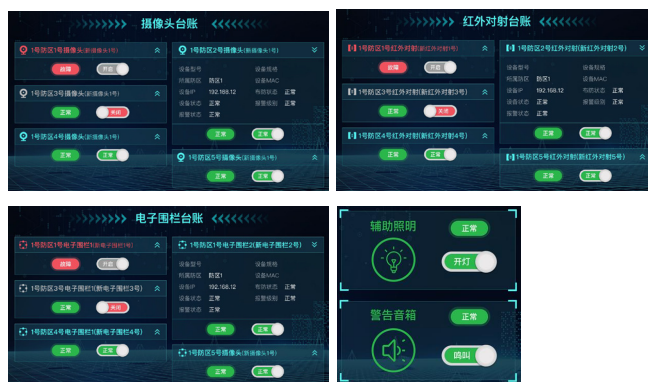 摄像头台账
1号防区1号摄像头(新摄像头1号)
故障 开启
1号防区3号摄像头(新摄像头3号)
正常 关闭
1号防区4号摄像头(新摄像头4号)
正常 正常
1号防区2号摄像头(新摄像头1号)
设备型号 设备规格
所属防区 防区1 设备MAC
设备IP 192.168.12 布防状态 正常
设备状态 正常 报警级别 正常
报警状态 正常
正常 正常
1号防区5号摄像头(新摄像头1号)
正常 正常
红外对射台账
1号防区1号红外对射(新红外对射1号)
故障 开启
1号防区3号红外对射(新红外对射3号)
正常 关闭
1号防区4号红外对射(新红外对射4号)
正常 正常
1号防区2号红外对射(新红外对射2号)
设备型号 设备规格
所属防区 防区1 设备MAC
设备IP 192.168.12 布防状态 正常
设备状态 正常 报警级别 正常
报警状态 正常
正常 正常
1号防区5号红外对射(新红外对射5号)
正常 正常
电子围栏台账
1号防区1号电子围栏1(新电子围栏1号)
故障 开启
1号防区3号电子围栏1(新电子围栏3号)
正常 关闭
1号防区4号电子围栏1(新电子围栏4号)
正常 正常
1号防区1号电子围栏2(新电子围栏2号)
设备型号 设备规格
所属防区 防区1 设备MAC
设备IP 192.168.12 布防状态 正常
设备状态 正常 报警级别 正常
报警状态 正常
正常 正常
1号防区5号摄像头(新摄像头1号)
正常 正常
辅助照明 正常
开灯
警告音箱 正常
鸣叫